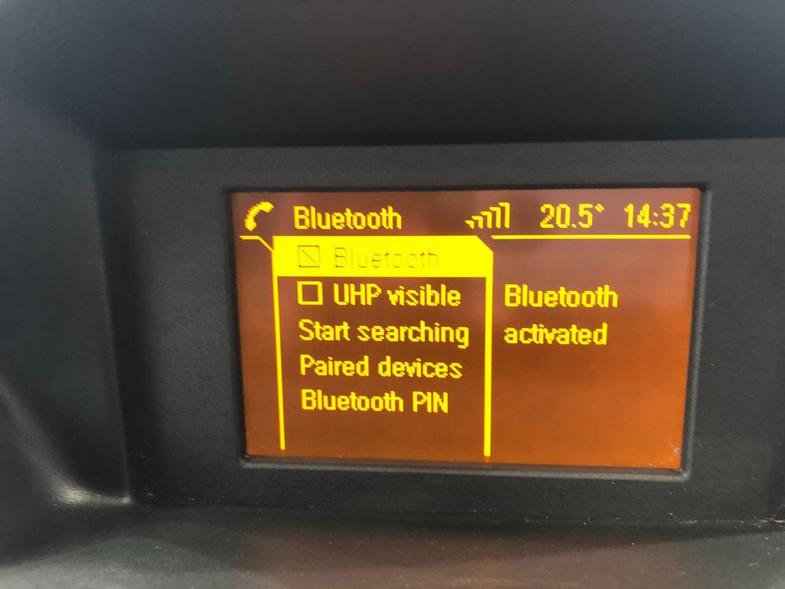 Bluetooth 20.5° 14:37
Bluetooth
UHP visible
Start searching
Paired devices
Bluetooth PIN
Bluetooth
activated